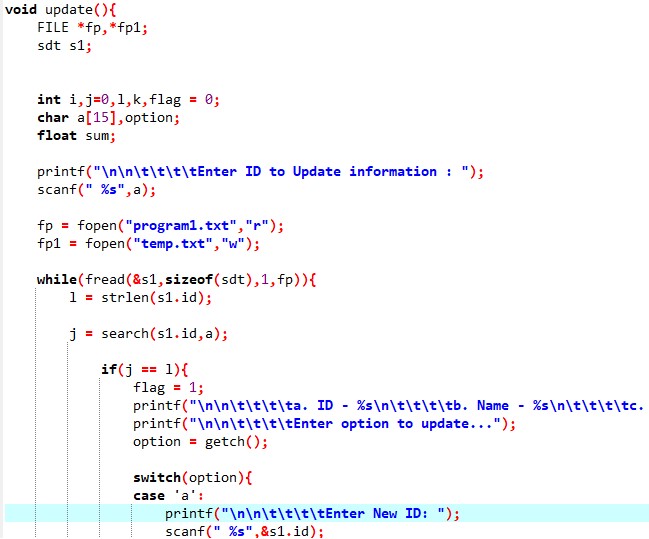 void update(){
FILE *fp,*fp1;
sdt s1;
int i,j=0,l,k,flag = 0;
char a[15],option;
float sum;
printf("\n\n\t\t\t\tEnter ID to Update information : ");
scanf(" %s",a);
fp = fopen("program1.txt","r");
fp1 = fopen("temp.txt","w");
while(fread(&s1,sizeof(sdt),1,fp)){
l = strlen(s1.id);
j = search(s1.id,a);
if(j == l){
flag = 1;
printf("\n\n\t\t\t\ta. ID - %s\n\t\t\t\tb. Name - %s\n\t\t\t\tc.
printf("\n\n\t\t\t\tEnter option to update...");
option = getch();
switch(option){
case 'a':
printf("\n\n\t\t\t\tEnter New ID: ");
scanf(" %s",&s1.id);